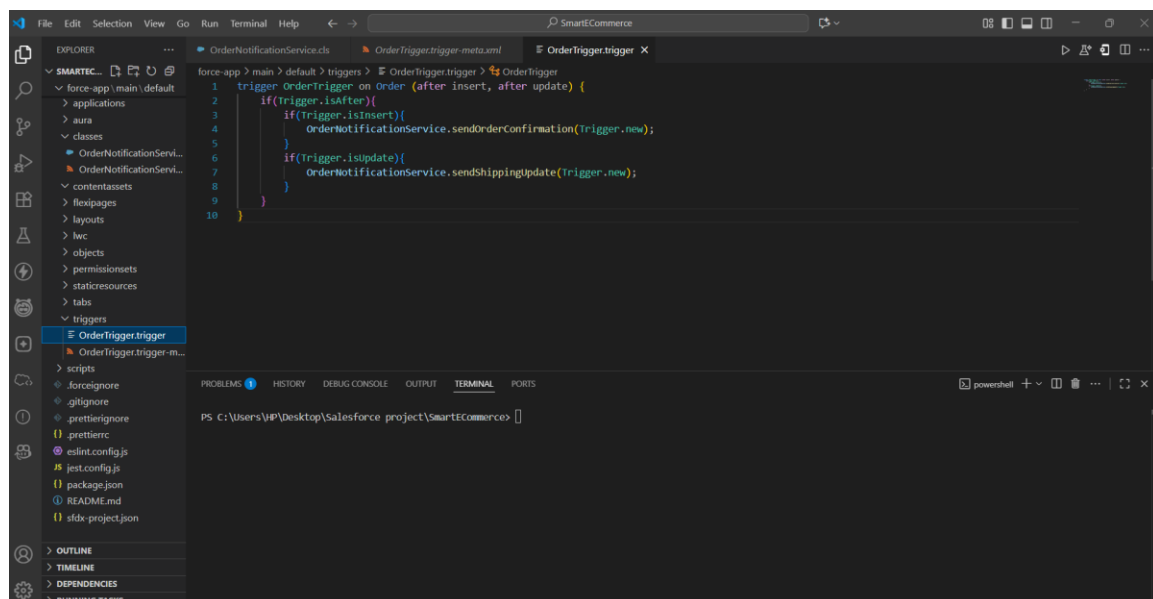 File Edit Selection View Go Run Terminal Help
SmartECommerce
EXPLORER
OrderNotificationService.cls
OrderTrigger.trigger-meta.xml
OrderTrigger.trigger
SMARTEC...
force-app\main\default
applications
aura
classes
OrderNotificationServi...
OrderNotificationServi...
contentassets
flexipages
layouts
lwc
objects
permissionsets
staticresources
tabs
triggers
OrderTrigger.trigger
OrderTrigger.trigger-m...
scripts
.forceignore
.gitignore
.prettierignore
.prettierrc
eslint.config.js
jest.config.js
package.json
README.md
sfdx-project.json
OUTLINE
TIMELINE
DEPENDENCIES
RUNNING TASKS
force-app > main > default > triggers > OrderTrigger.trigger > OrderTrigger
1 trigger OrderTrigger on Order (after insert, after update) {
2 if(Trigger.isAfter){
3 if(Trigger.isInsert){
4 OrderNotificationService.sendOrderConfirmation(Trigger.new);
5 }
6 if(Trigger.isUpdate){
7 OrderNotificationService.sendShippingUpdate(Trigger.new);
8 }
9 }
10 }
PROBLEMS 1 HISTORY DEBUG CONSOLE OUTPUT TERMINAL PORTS
powershell
PS C:\Users\HP\Desktop\Salesforce project\SmartECommerce>